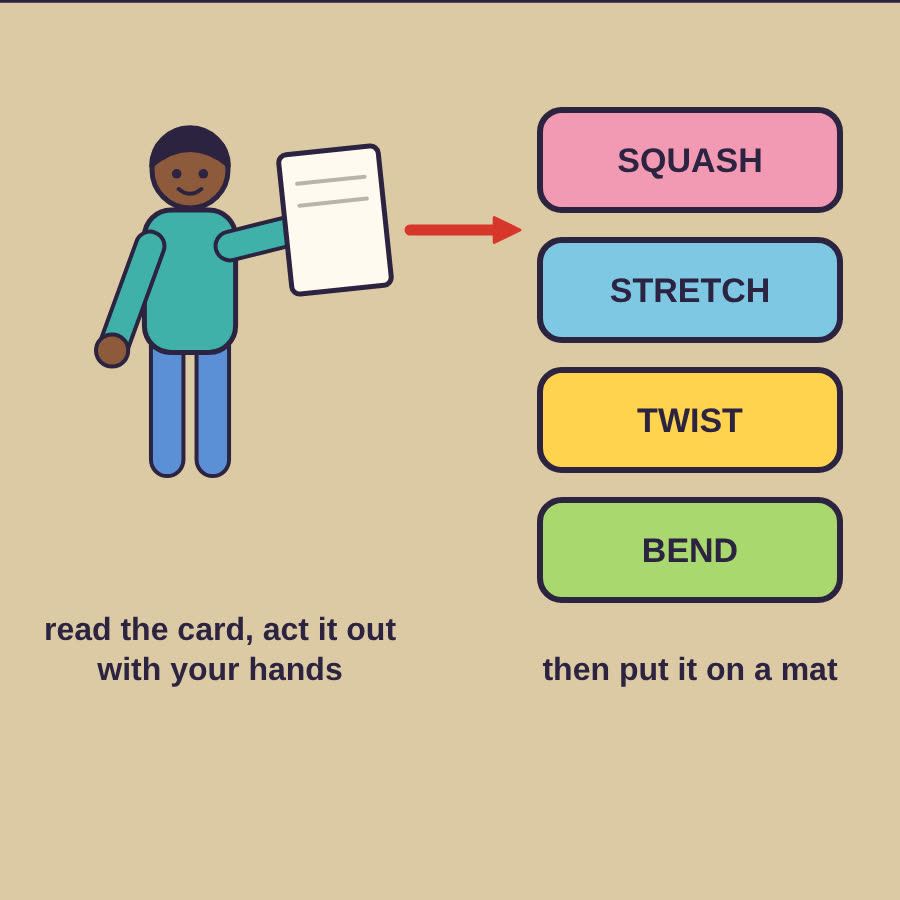 SQUASH
STRETCH
TWIST
BEND
read the card, act it out
with your hands
then put it on a mat